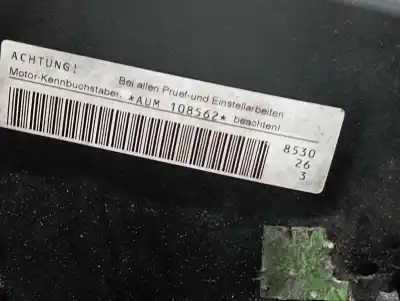 ACHTUNG!
Bei allen Pruef-und Einstellarbeiten
Motor-Kennbuchstaben *AUM 108562* beachten!
8530
26
3